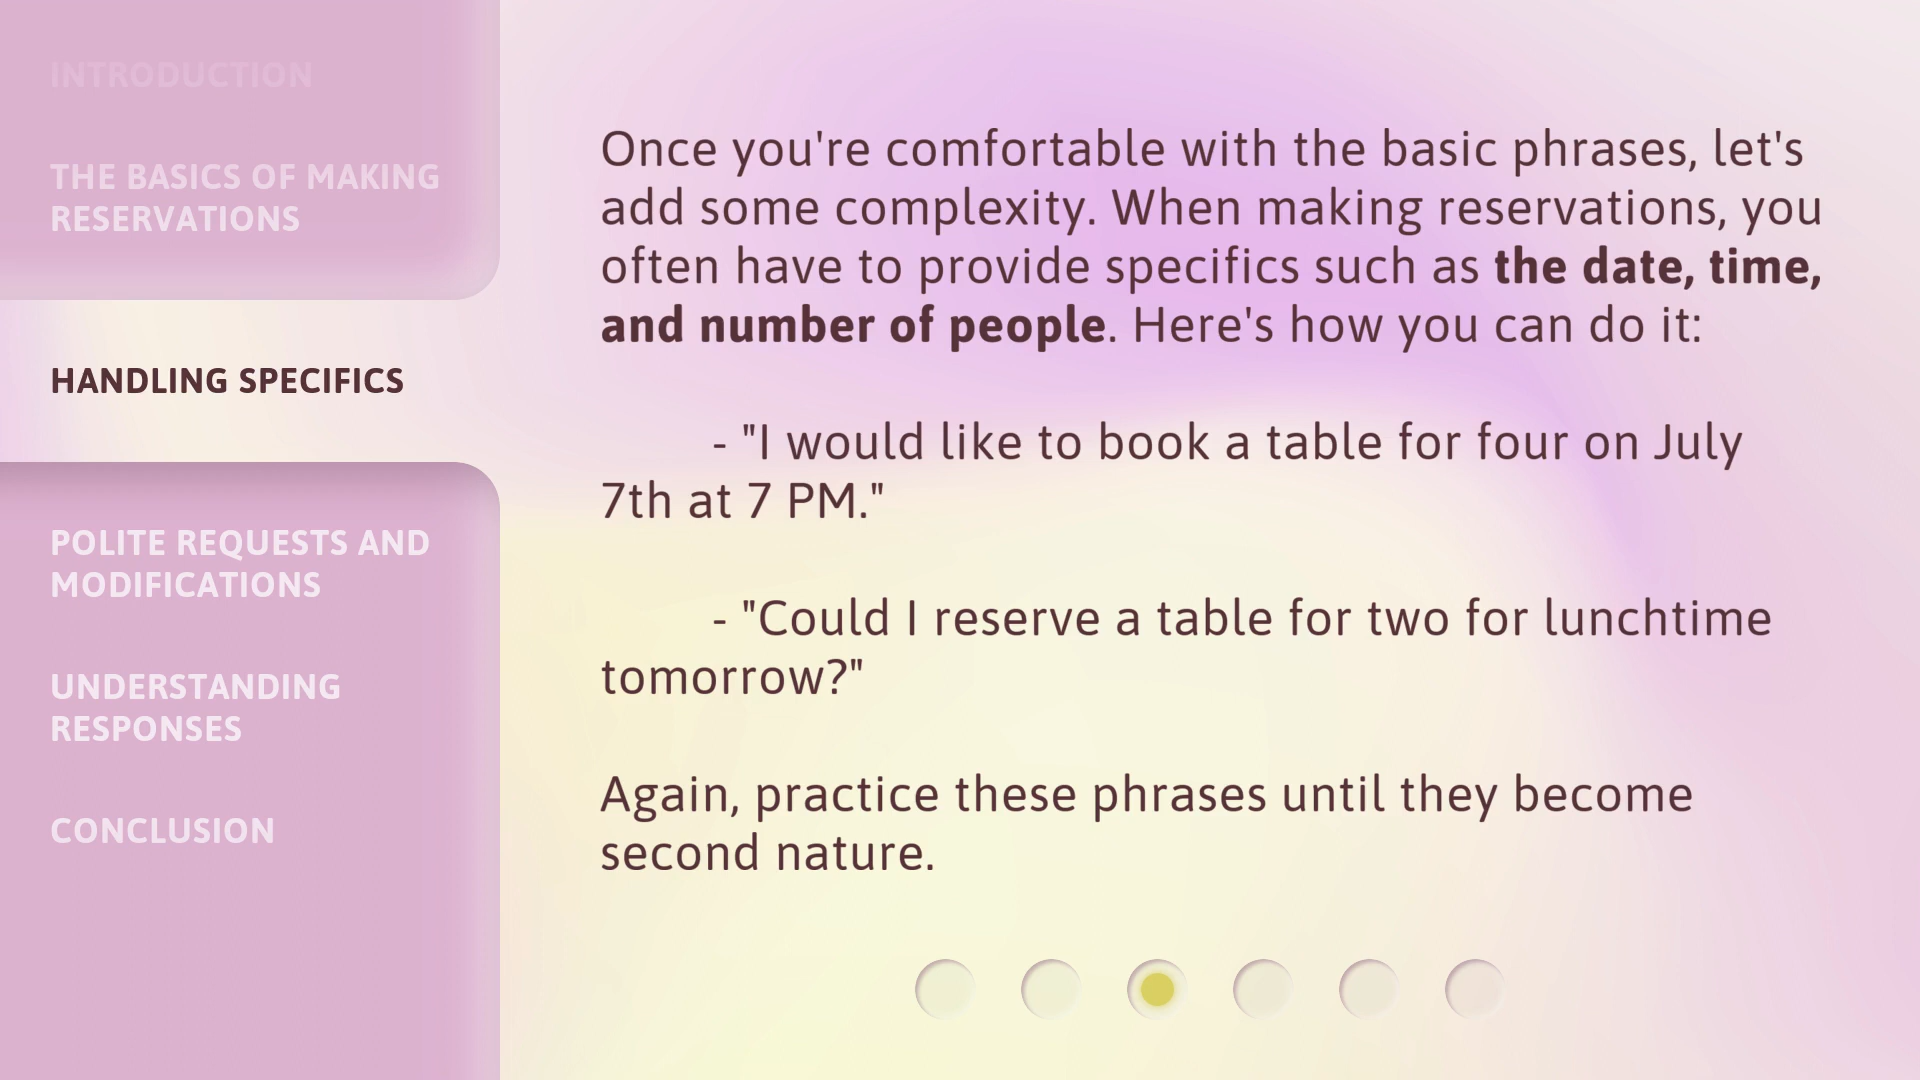 INTRODUCTION
THE BASICS OF MAKING
RESERVATIONS
HANDLING SPECIFICS
POLITE REQUESTS AND
MODIFICATIONS
UNDERSTANDING
RESPONSES
CONCLUSION
Once you're comfortable with the basic phrases, let's
add some complexity. When making reservations, you
often have to provide specifics such as the date, time,
and number of people. Here's how you can do it:
- "I would like to book a table for four on July
7th at 7 PM."
- "Could I reserve a table for two for lunchtime
tomorrow?"
Again, practice these phrases until they become
second nature.